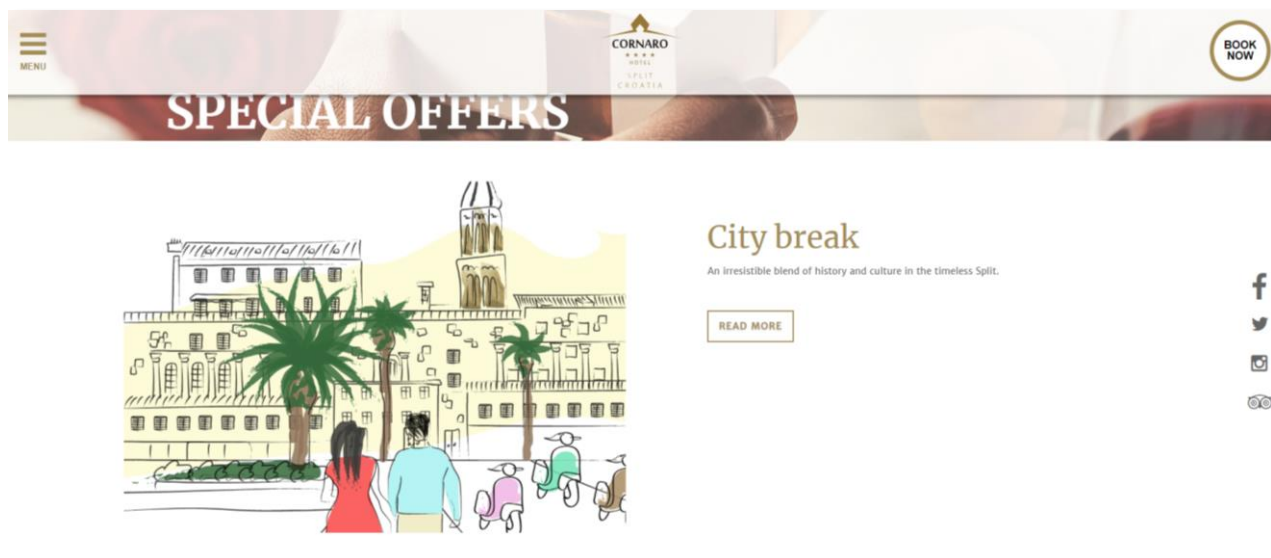 MENU
CORNARO
HOTEL
SPLIT
CROATIA
BOOK
NOW
SPECIAL OFFERS
City break
An irresistible blend of history and culture in the timeless Split.
READ MORE